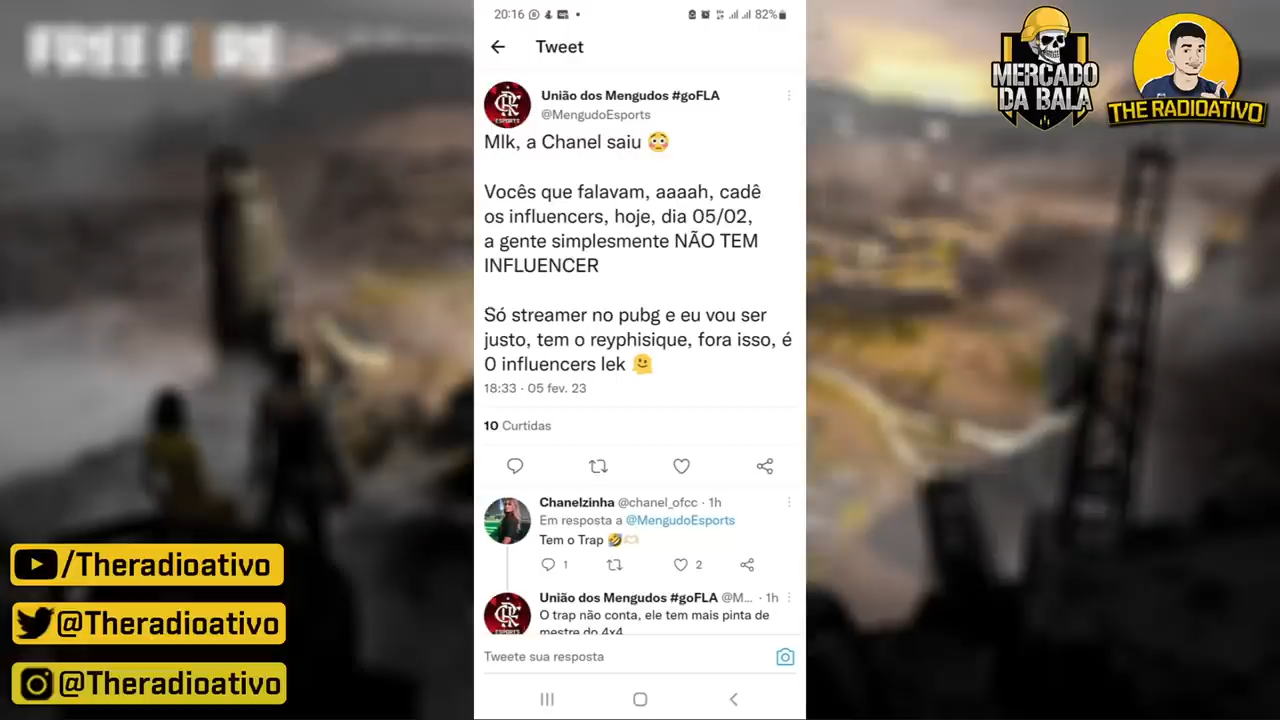 FREE FIRE
20:16
82%
Tweet
MERCADO
DA BALA
THE RADIOATIVO
União dos Mengudos #goFLA
@MengudoEsports
Mlk, a Chanel saiu 😳
Vocês que falavam, aaaah, cadê
os influencers, hoje, dia 05/02,
a gente simplesmente NÃO TEM
INFLUENCER
Só streamer no pubg e eu vou ser
justo, tem o reyphisique, fora isso, é
0 influencers lek 🫠
18:33 · 05 fev. 23
10 Curtidas
Chanelzinha @chanel_ofcc · 1h
Em resposta a @MengudoEsports
Tem o Trap 🤣🫶🏻
1
2
União dos Mengudos #goFLA @M... · 1h
O trap não conta, ele tem mais pinta de
mestre do 4x4
Tweete sua resposta
ESPORTS
ESPORTS
/Theradioativo
@Theradioativo
@Theradioativo